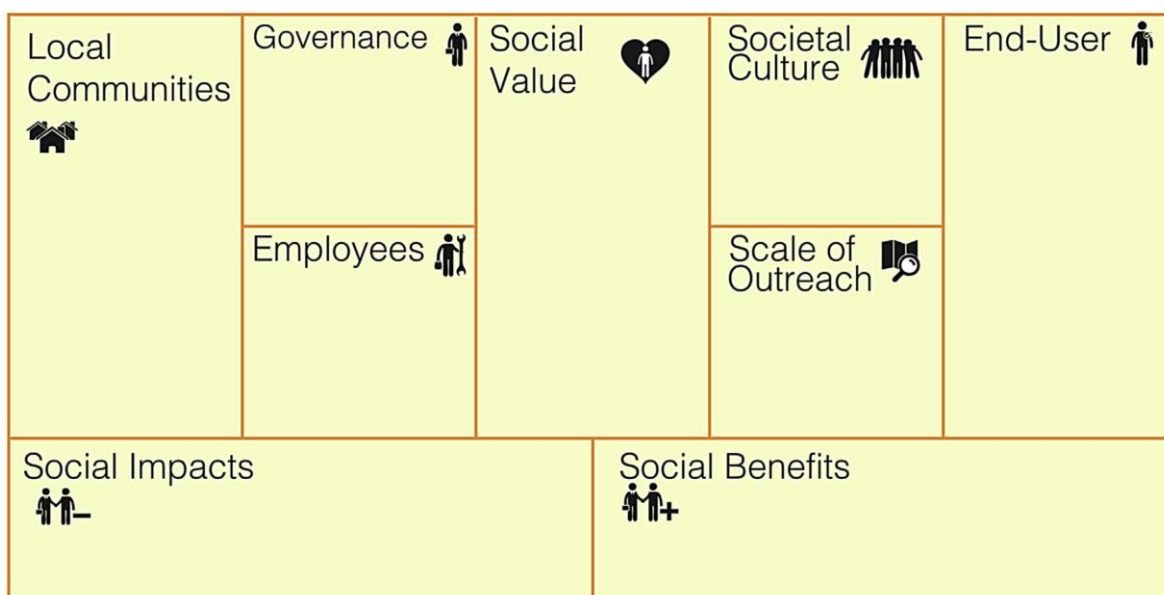 Local
Communities
Governance
Employees
Social
Value
Societal
Culture
Scale of
Outreach
End-User
Social Impacts
Social Benefits